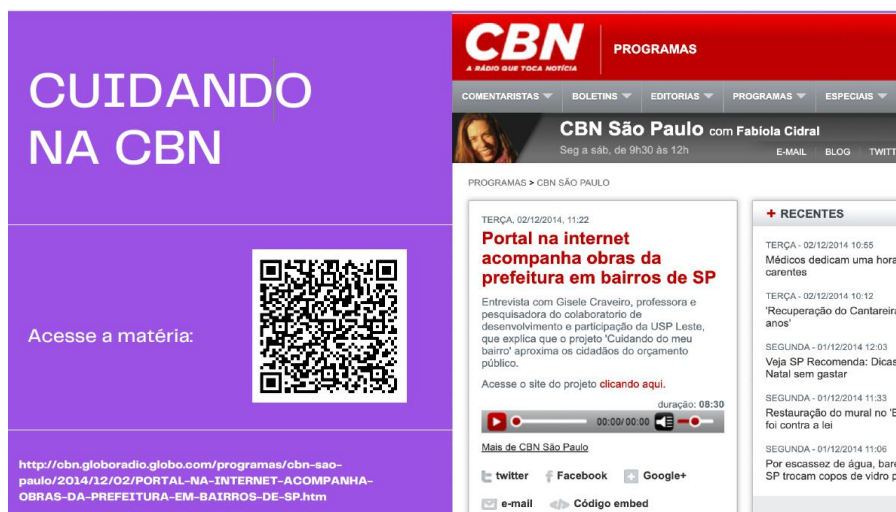 CUIDANDO
NA CBN
Acesse a matéria:
http://cbn.globoradio.globo.com/programas/cbn-sao-
paulo/2014/12/02/PORTAL-NA-INTERNET-ACOMPANHA-
OBRAS-DA-PREFEITURA-EM-BAIRROS-DE-SP.htm
CBN
A RÁDIO QUE TOCA NOTÍCIA
PROGRAMAS
COMENTARISTAS BOLETINS EDITORIAS PROGRAMAS ESPECIAIS
CBN São Paulo com Fabíola Cidral
Seg a sáb, de 9h30 às 12h
E-MAIL BLOG
PROGRAMAS > CBN SÃO PAULO
TERÇA, 02/12/2014, 11:22
Portal na internet
acompanha obras da
prefeitura em bairros de SP
Entrevista com Gisele Craveiro, professora e
pesquisadora do colaboratorio de
desenvolvimento e participação da USP Leste,
que explica que o projeto 'Cuidando do meu
bairro' aproxima os cidadãos do orçamento
público.
Acesse o site do projeto clicando aqui.
duração: 08:30
00:00/00:00
Mais de CBN São Paulo
twitter Facebook Google+
e-mail Código embed
+ RECENTES
TERÇA - 02/12/2014 10:55
Médicos dedicam uma hora
carentes
TERÇA - 02/12/2014 10:12
'Recuperação do Cantareira
anos'
SEGUNDA - 01/12/2014 12:03
Veja SP Recomenda: Dicas
Natal sem gastar
SEGUNDA - 01/12/2014 11:33
Restauração do mural no
foi contra a lei
SEGUNDA - 01/12/2014 11:06
Por escassez de água,
SP trocam copos de vidro